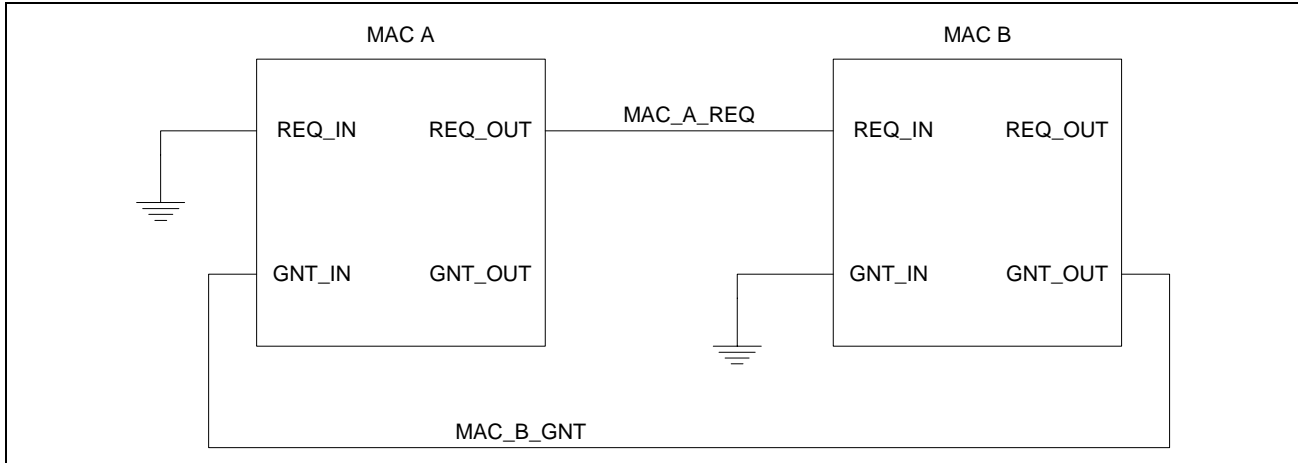 MAC A
MAC B
MAC_A_REQ
REQ_IN
REQ_OUT
REQ_IN
REQ_OUT
GNT_IN
GNT_OUT
GNT_IN
GNT_OUT
MAC_B_GNT